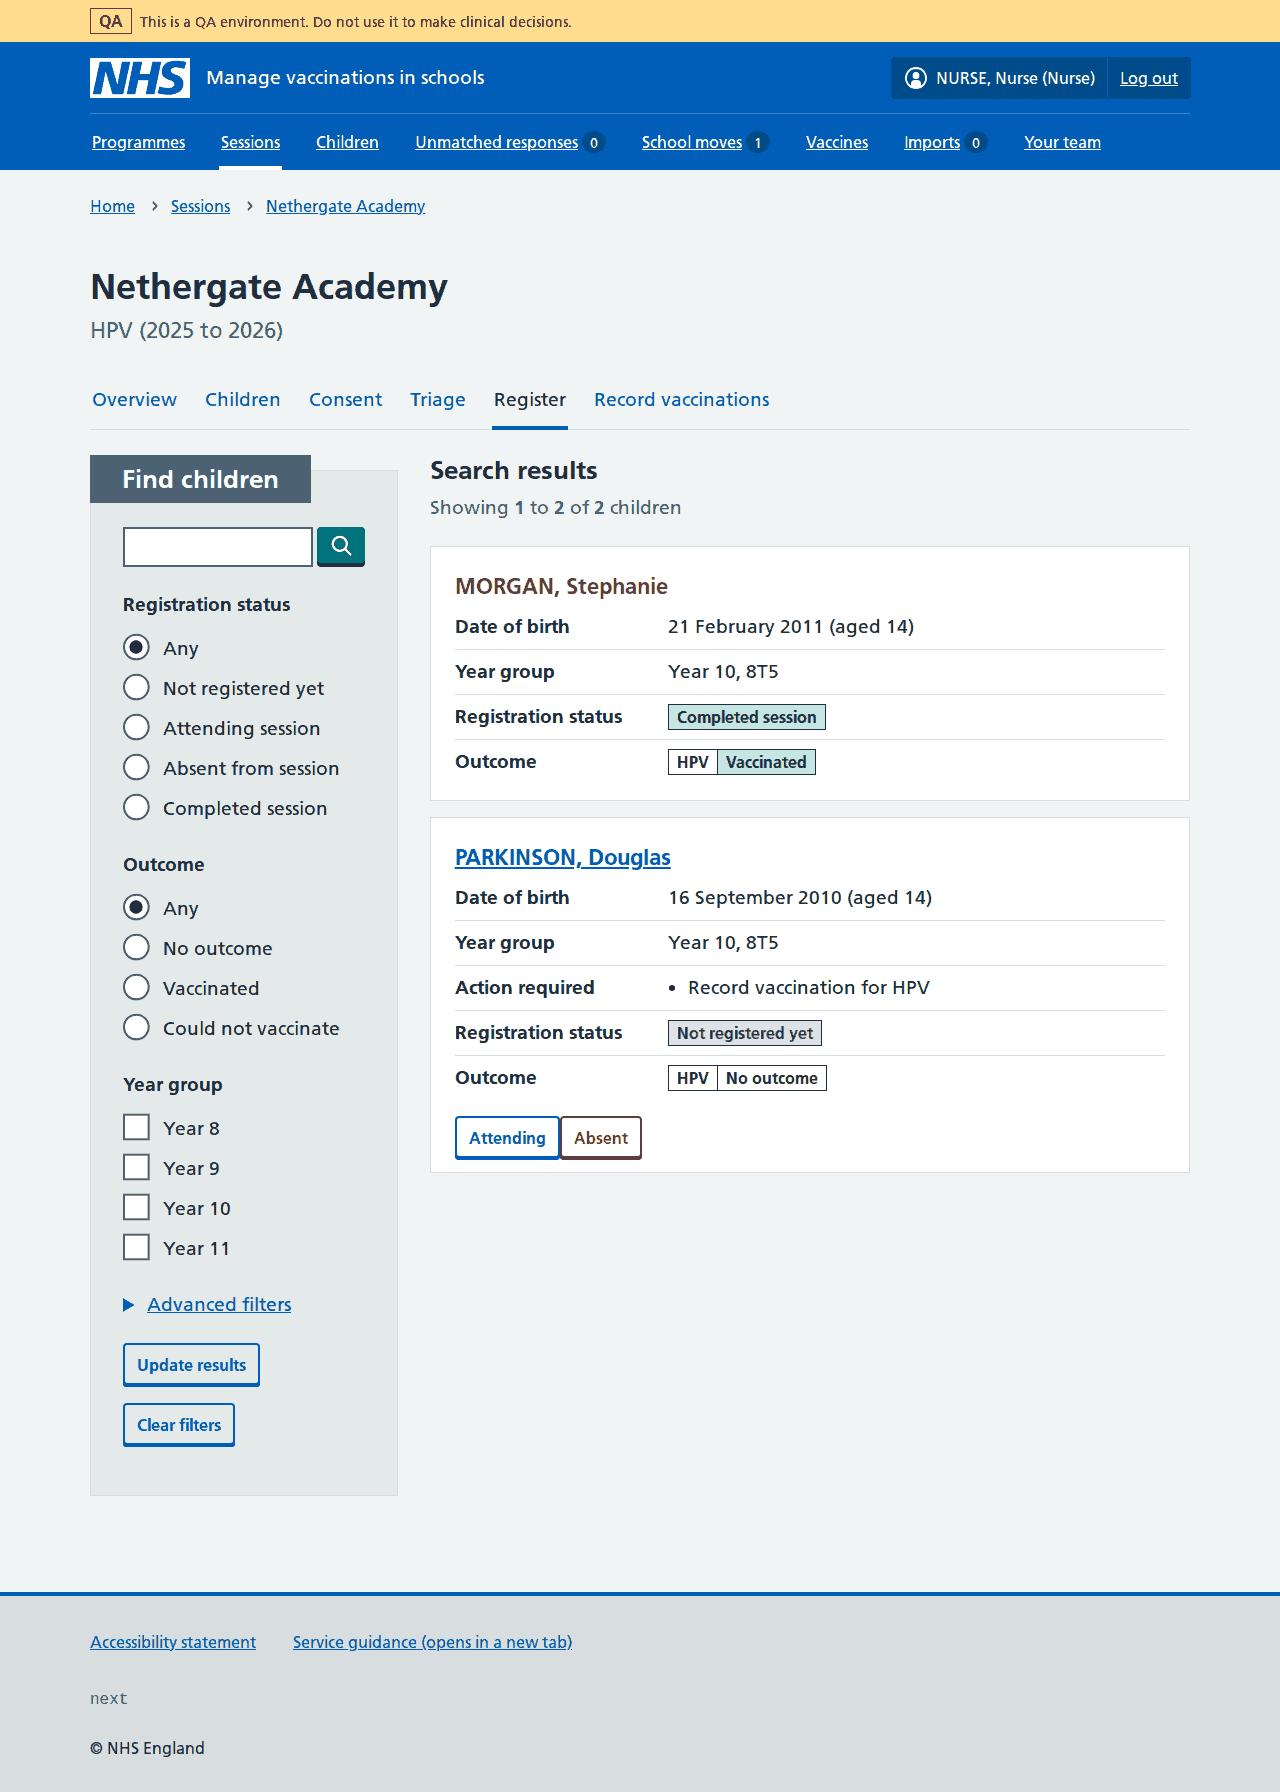 QA This is a QA environment. Do not use it to make clinical decisions.
NHS Manage vaccinations in schools NURSE, Nurse (Nurse) Log out
Programmes Sessions Children Unmatched responses 0 School moves 1 Vaccines Imports 0 Your team
Home Sessions Nethergate Academy
Nethergate Academy
HPV (2025 to 2026)
Overview Children Consent Triage Register Record vaccinations
Find children
Registration status
Any
Not registered yet
Attending session
Absent from session
Completed session
Outcome
Any
No outcome
Vaccinated
Could not vaccinate
Year group
Year 8
Year 9
Year 10
Year 11
Advanced filters
Update results
Clear filters
Search results
Showing 1 to 2 of 2 children
MORGAN, Stephanie
Date of birth 21 February 2011 (aged 14)
Year group Year 10, 8T5
Registration status Completed session
Outcome HPV Vaccinated
PARKINSON, Douglas
Date of birth 16 September 2010 (aged 14)
Year group Year 10, 8T5
Action required • Record vaccination for HPV
Registration status Not registered yet
Outcome HPV No outcome
Attending Absent
Accessibility statement Service guidance (opens in a new tab)
next
© NHS England